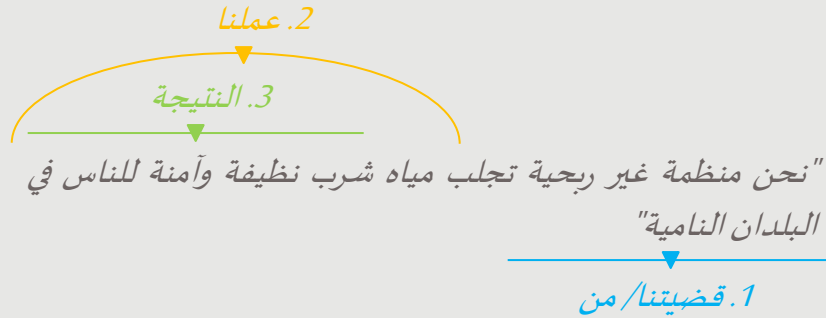 2. عملنا
3. النتيجة
"نحن منظمة غير ربحية تجلب مياه شرب نظيفة وآمنة للناس في
البلدان النامية"
1. قضيتنا/ من